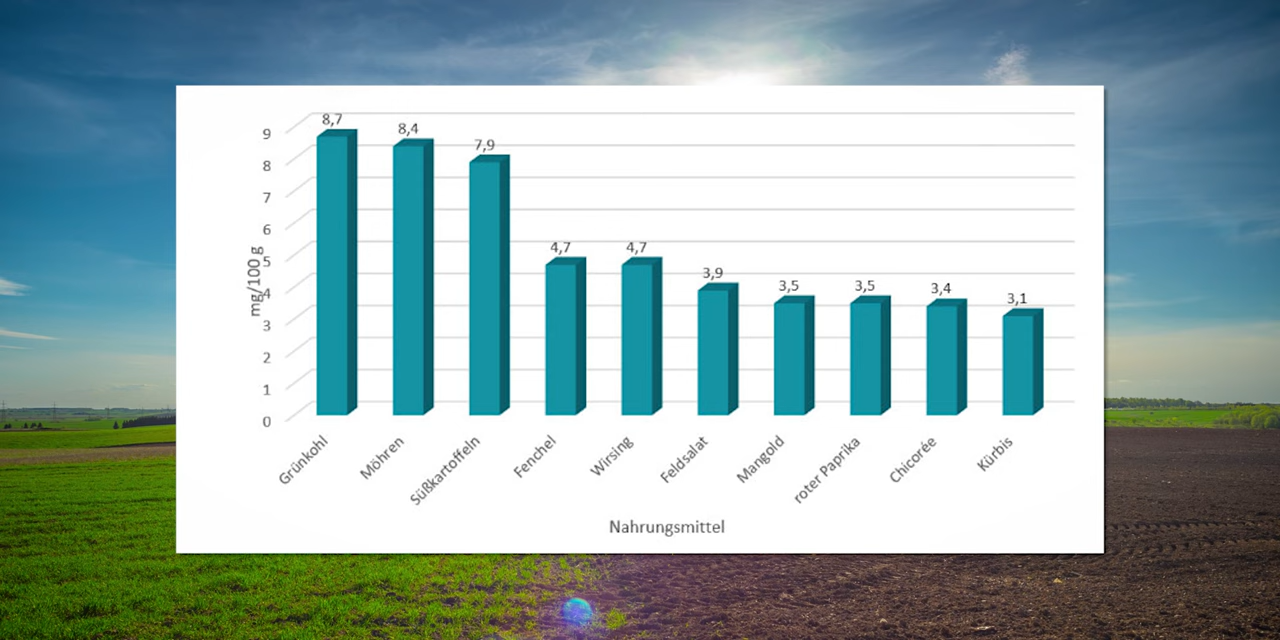 8,7
8,4
7,9
4,7
4,7
3,9
3,5
3,5
3,4
3,1
9
8
7
6
5
4
3
2
1
0
mg/100 g
Grünkohl
Möhren
Süßkartoffeln
Fenchel
Wirsing
Feldsalat
Mangold
roter Paprika
Chicorée
Kürbis
Nahrungsmittel